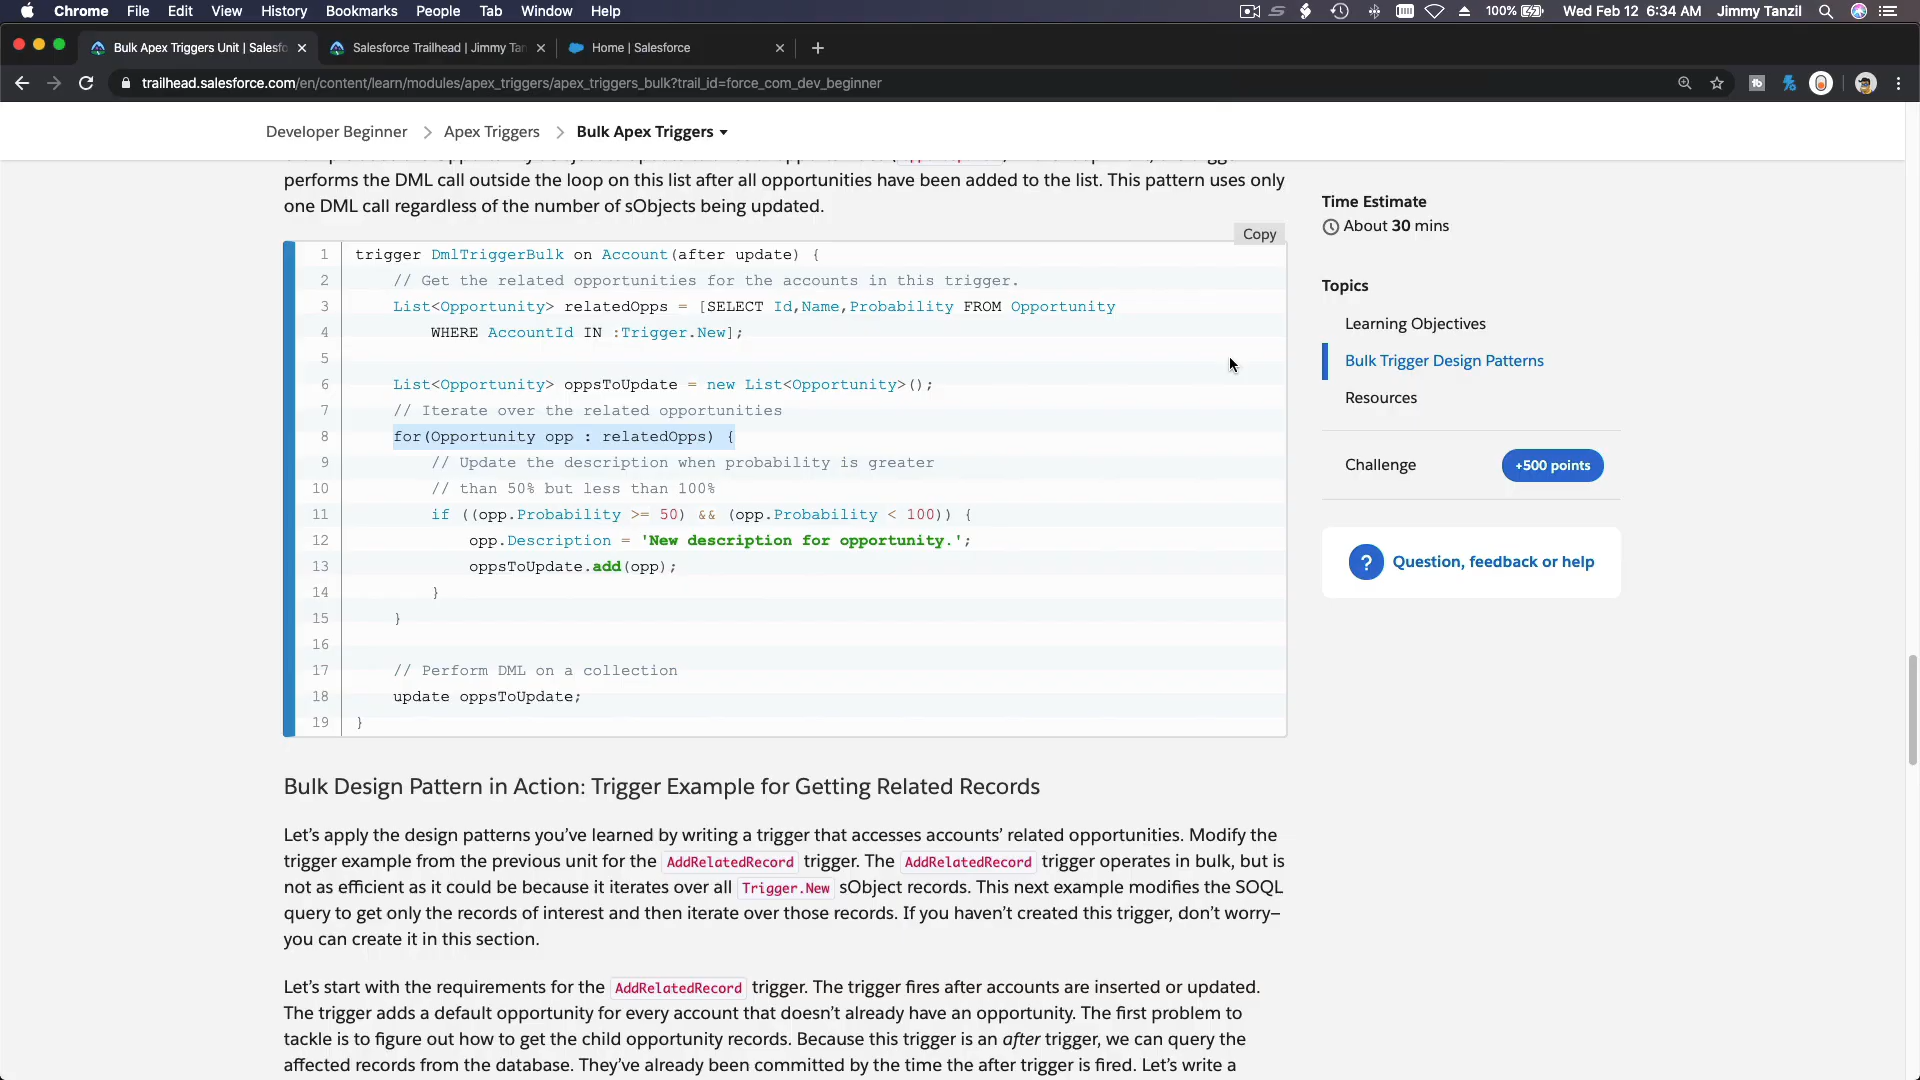 Chrome File Edit View History Bookmarks People Tab Window Help 100% Wed Feb 12 6:34 AM Jimmy Tanzil
Bulk Apex Triggers Unit | Salesfo Salesforce Trailhead | Jimmy Tan Home | Salesforce
trailhead.salesforce.com/en/content/learn/modules/apex_triggers/apex_triggers_bulk?trail_id=force_com_dev_beginner
Developer Beginner > Apex Triggers > Bulk Apex Triggers
performs the DML call outside the loop on this list after all opportunities have been added to the list. This pattern uses only
one DML call regardless of the number of sObjects being updated.
Copy
1 trigger DmlTriggerBulk on Account(after update) {
2 // Get the related opportunities for the accounts in this trigger.
3 List<Opportunity> relatedOpps = [SELECT Id,Name,Probability FROM Opportunity
4 WHERE AccountId IN :Trigger.New];
5
6 List<Opportunity> oppsToUpdate = new List<Opportunity>();
7 // Iterate over the related opportunities
8 for(Opportunity opp : relatedOpps) {
9 // Update the description when probability is greater
10 // than 50% but less than 100%
11 if ((opp.Probability >= 50) && (opp.Probability < 100)) {
12 opp.Description = 'New description for opportunity.';
13 oppsToUpdate.add(opp);
14 }
15 }
16
17 // Perform DML on a collection
18 update oppsToUpdate;
19 }
Bulk Design Pattern in Action: Trigger Example for Getting Related Records
Let’s apply the design patterns you’ve learned by writing a trigger that accesses accounts’ related opportunities. Modify the
trigger example from the previous unit for the AddRelatedRecord trigger. The AddRelatedRecord trigger operates in bulk, but is
not as efficient as it could be because it iterates over all Trigger.New sObject records. This next example modifies the SOQL
query to get only the records of interest and then iterate over those records. If you haven’t created this trigger, don’t worry–
you can create it in this section.
Let’s start with the requirements for the AddRelatedRecord trigger. The trigger fires after accounts are inserted or updated.
The trigger adds a default opportunity for every account that doesn’t already have an opportunity. The first problem to
tackle is to figure out how to get the child opportunity records. Because this trigger is an after trigger, we can query the
affected records from the database. They’ve already been committed by the time the after trigger is fired. Let’s write a
Time Estimate
About 30 mins
Topics
Learning Objectives
Bulk Trigger Design Patterns
Resources
Challenge +500 points
? Question, feedback or help